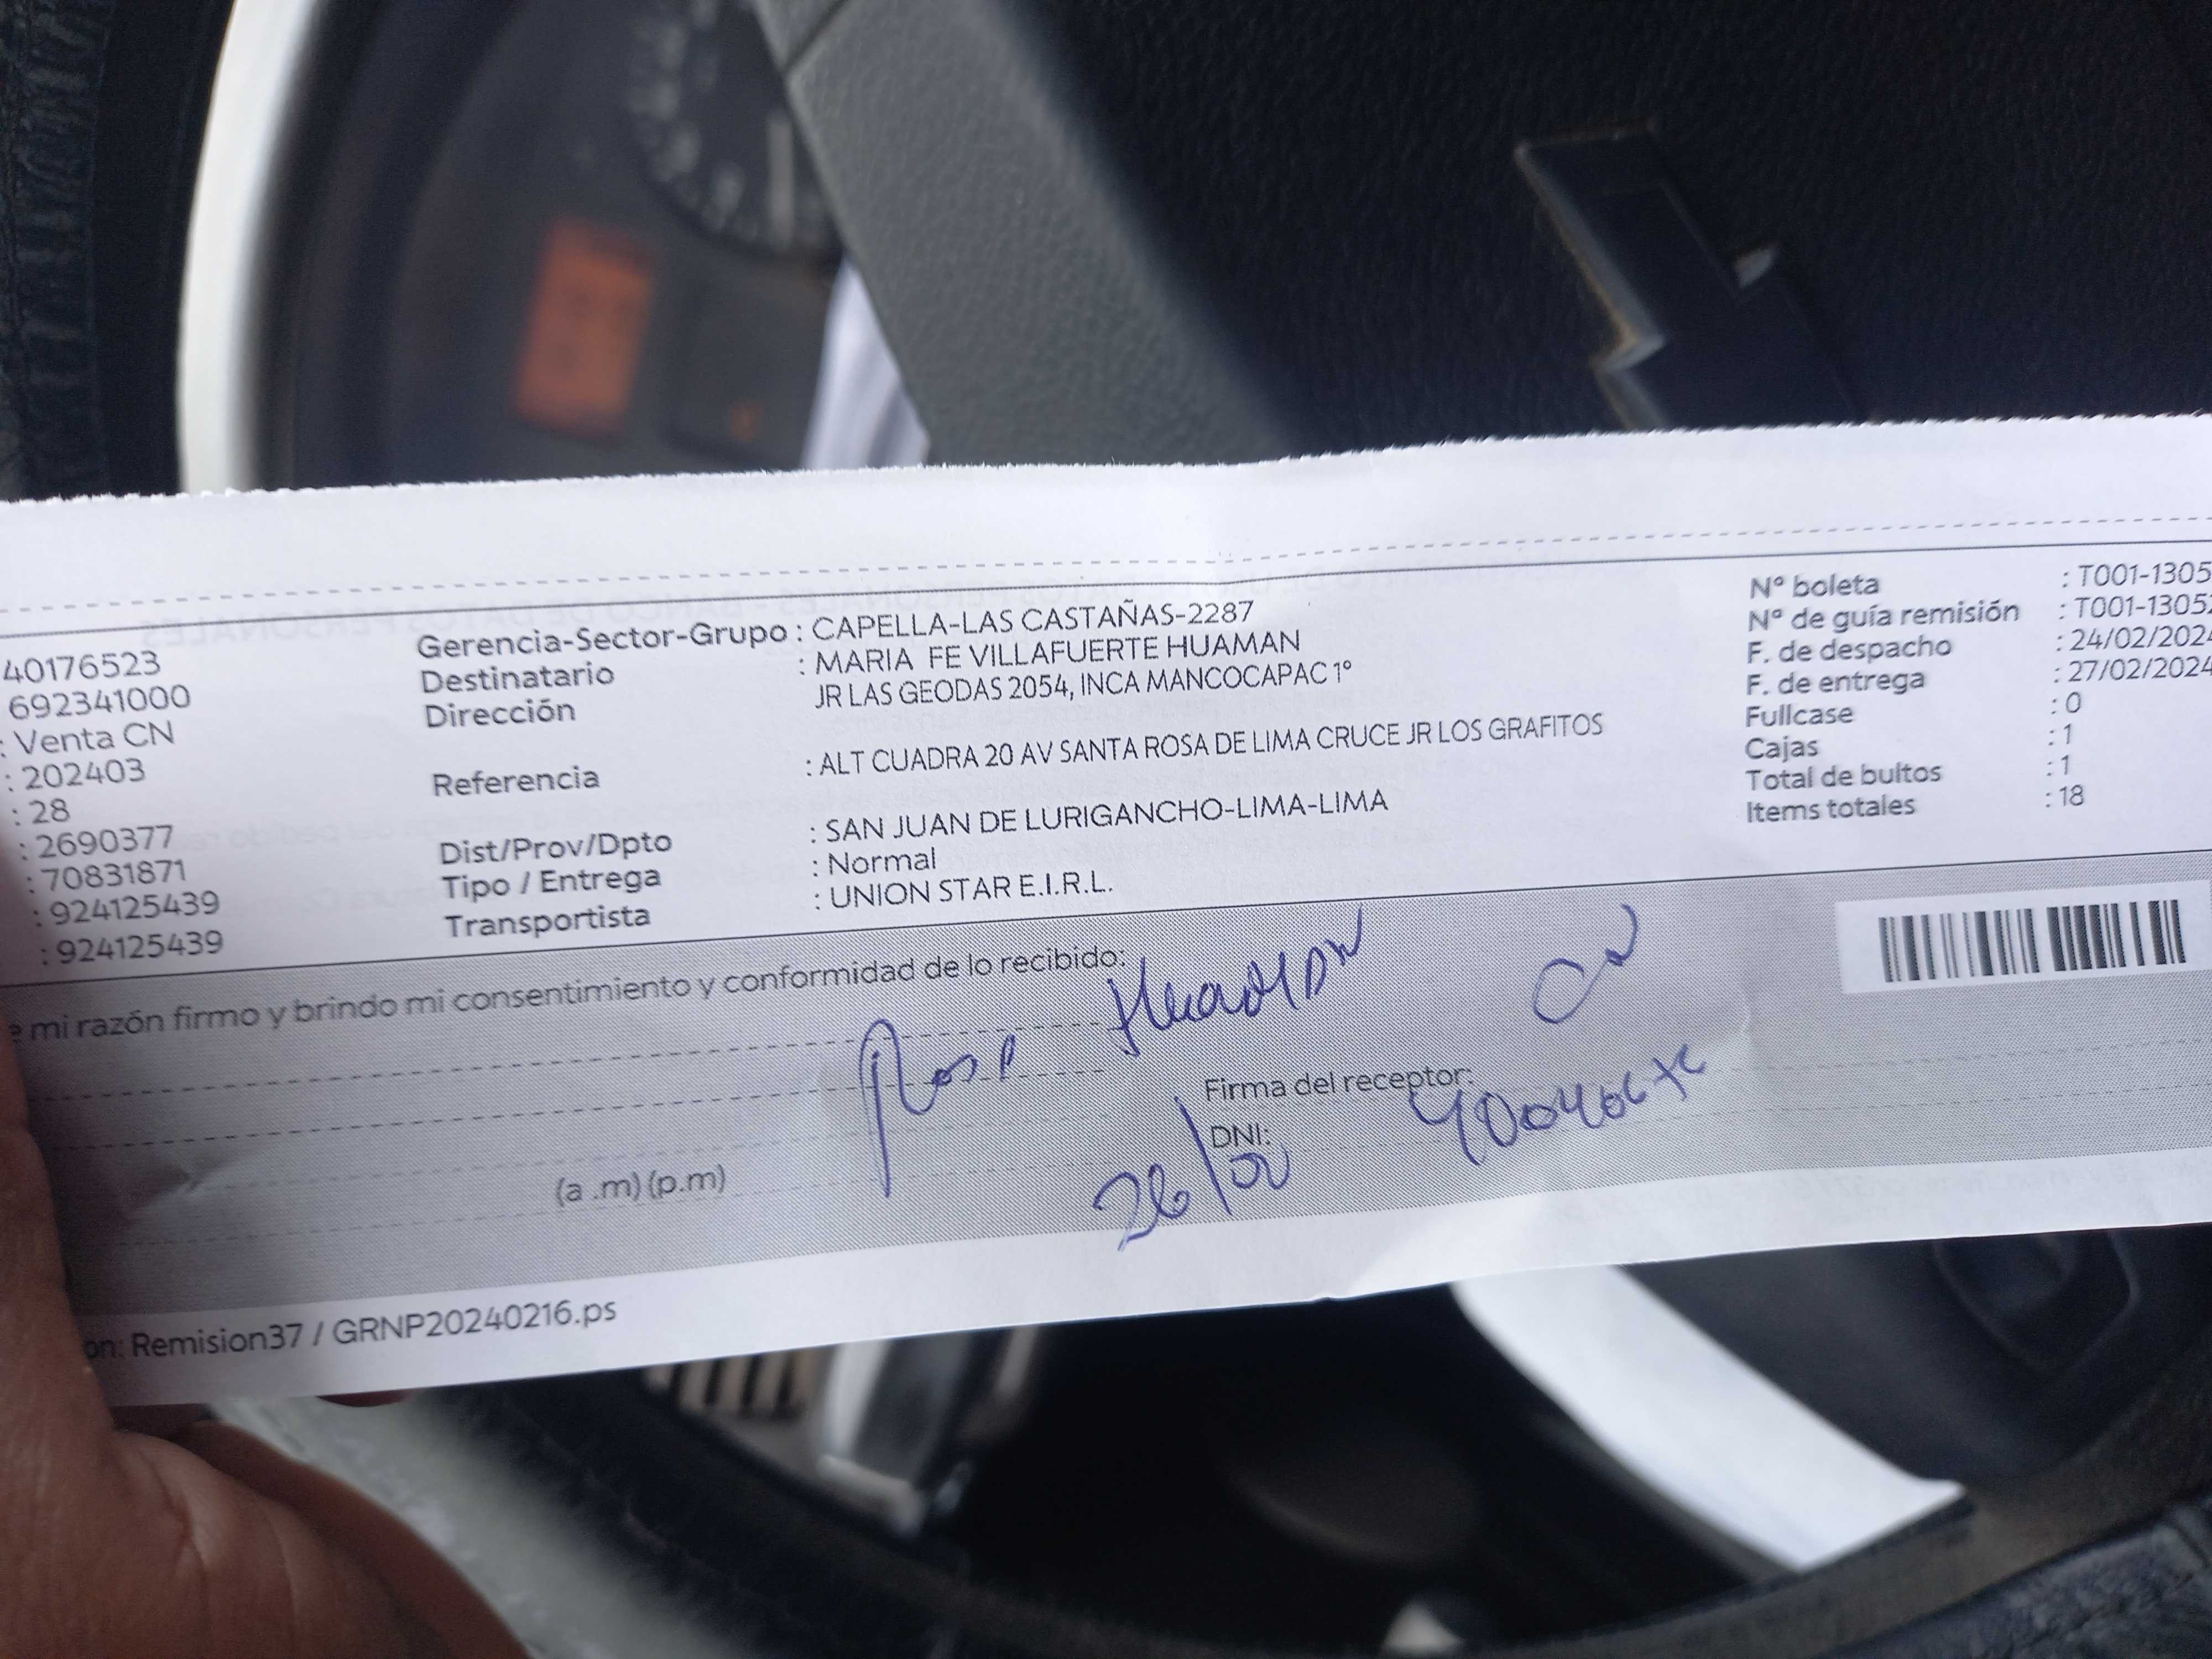 40176523
692341000
: Venta CN
: 202403
: 28
: 2690377
: 70831871
: 924125439
: 924125439
Gerencia-Sector-Grupo : CAPELLA-LAS CASTAÑAS-2287
Destinatario : MARIA FE VILLAFUERTE HUAMAN
Dirección JR LAS GEODAS 2054, INCA MANCOCAPAC 1°
Referencia : ALT CUADRA 20 AV SANTA ROSA DE LIMA CRUCE JR LOS GRAFITOS
Dist/Prov/Dpto : SAN JUAN DE LURIGANCHO-LIMA-LIMA
Tipo / Entrega : Normal
Transportista : UNION STAR E.I.R.L.
N° boleta : T001-1305
N° de guía remisión : T001-1305
F. de despacho : 24/02/2024
F. de entrega : 27/02/2024
Fullcase : 0
Cajas : 1
Total de bultos : 1
Items totales : 18
e mi razón firmo y brindo mi consentimiento y conformidad de lo recibido:
Rosa
Firma del receptor:
DNI:
(a .m) (p.m)
on: Remision37 / GRNP20240216.ps